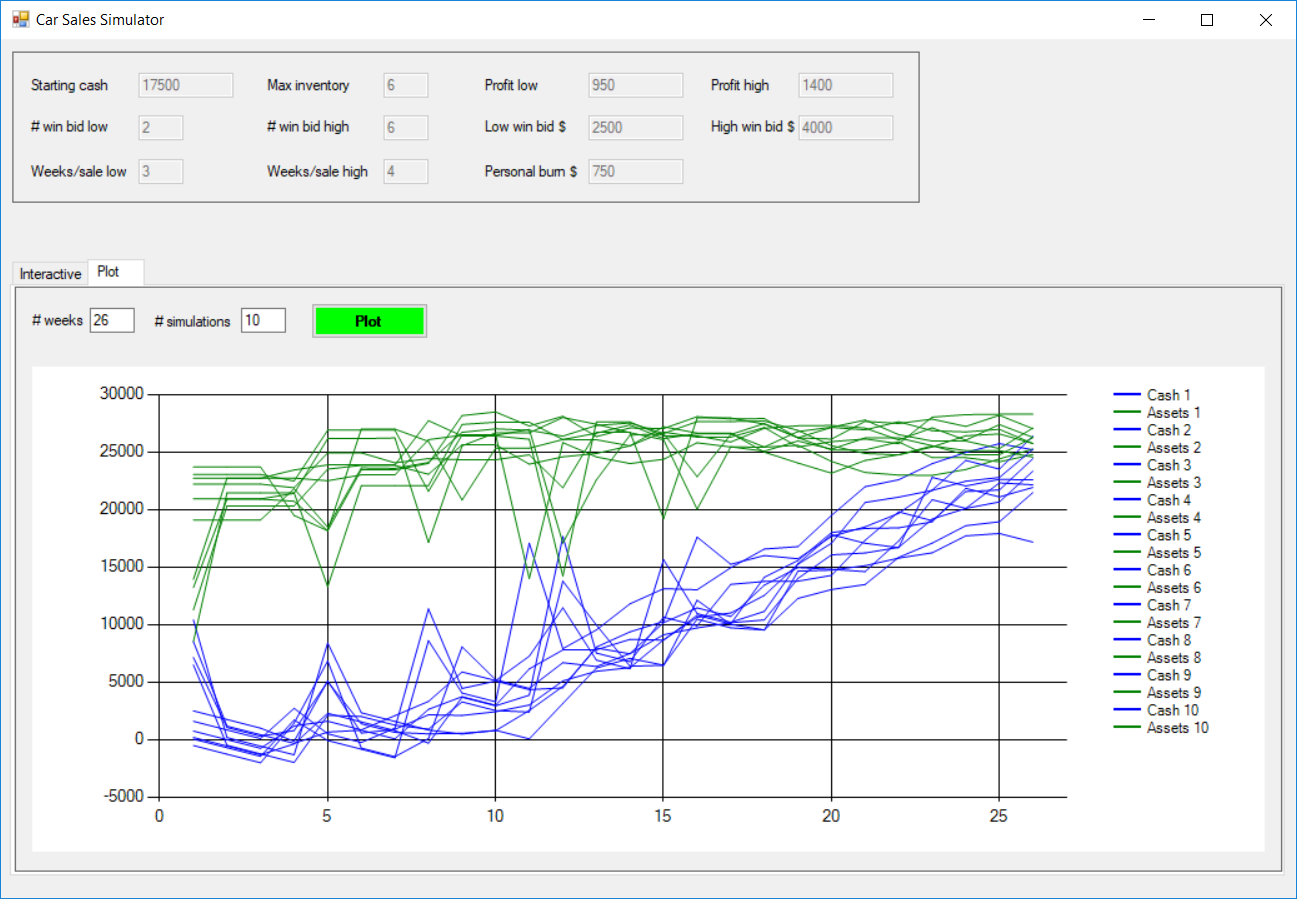 Car Sales Simulator
Starting cash 17500 Max inventory 6 Profit low 950 Profit high 1400
# win bid low 2 # win bid high 6 Low win bid $ 2500 High win bid $ 4000
Weeks/sale low 3 Weeks/sale high 4 Personal burn $ 750
Interactive Plot
# weeks 26 # simulations 10 Plot
30000
25000
20000
15000
10000
5000
0
-5000
0 5 10 15 20 25
Cash 1
Assets 1
Cash 2
Assets 2
Cash 3
Assets 3
Cash 4
Assets 4
Cash 5
Assets 5
Cash 6
Assets 6
Cash 7
Assets 7
Cash 8
Assets 8
Cash 9
Assets 9
Cash 10
Assets 10